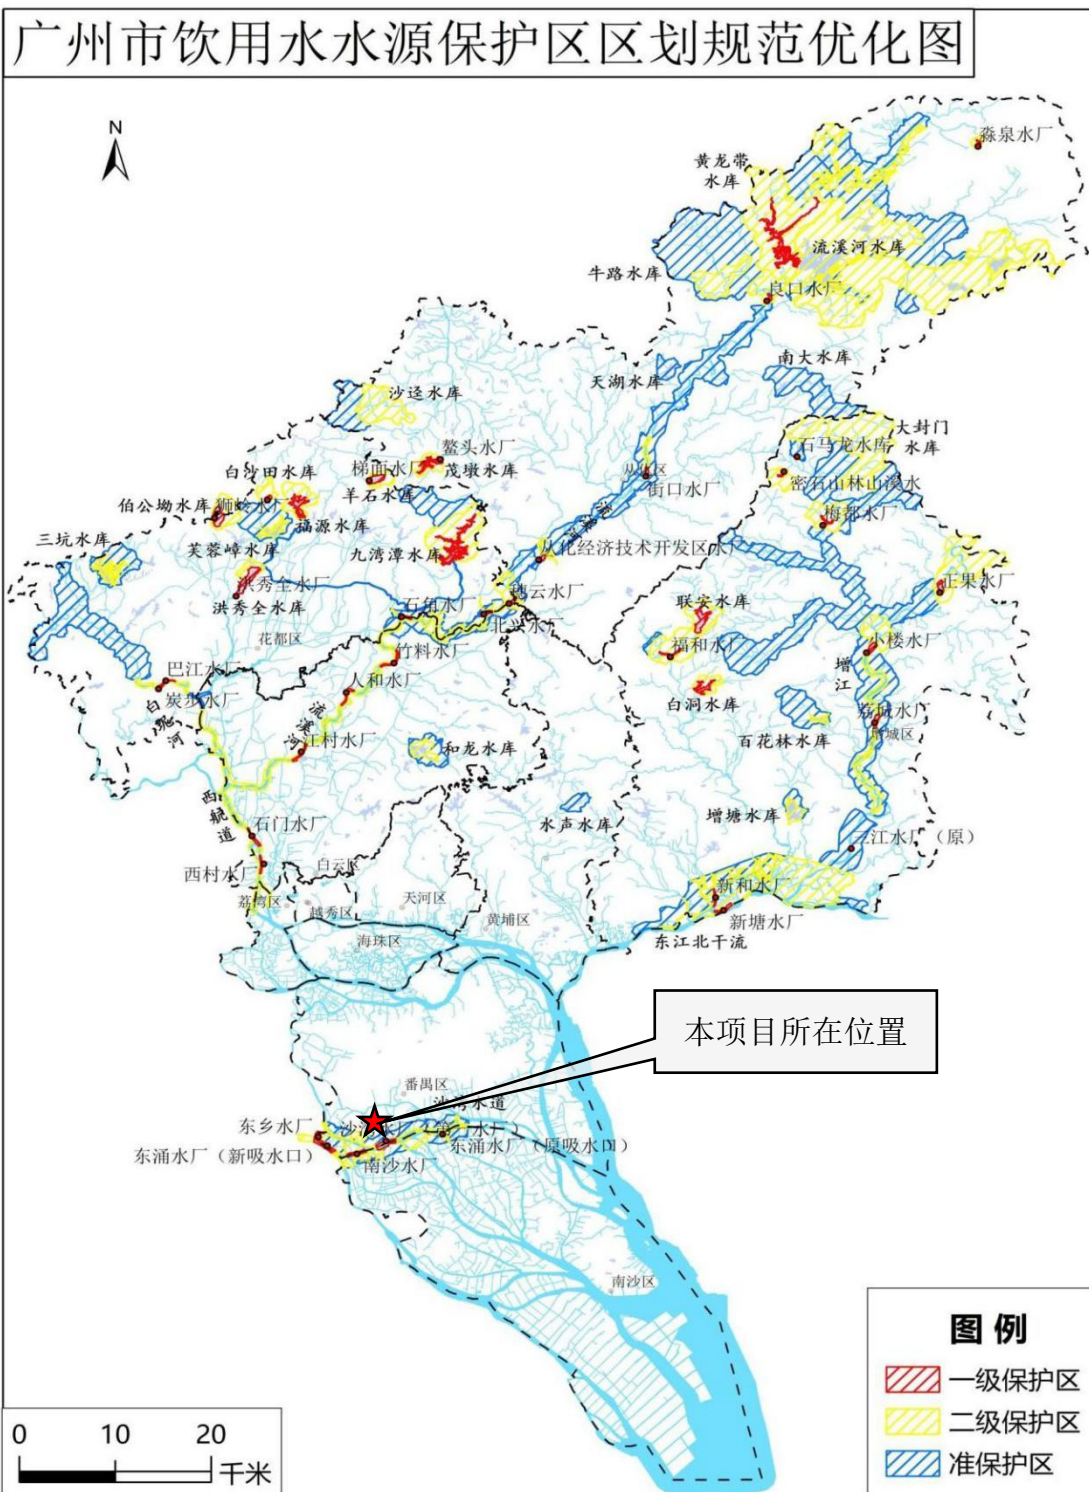 广州市饮用水水源保护区区划规范优化图
N
淼泉水厂
黄龙带
水库
流溪河水库
牛路水库
良口水厂
南大水库
天湖水库
沙迳水库
大封门
水库
石马龙水库
鳌头水厂
梯面水厂
茂墩水库
羊石水库
街口水厂
密石山林山溪水
白沙田水库
伯公坳水库
狮岭水厂
福源水库
梅都水厂
流溪河
三坑水库
芙蓉嶂水库
九湾潭水库
从化经济技术开发区水厂
洪秀全水厂
洪秀全水库
正果水厂
穗云水厂
联安水库
石角水厂
北兴水厂
花都区
竹料水厂
福和水厂
小楼水厂
增江
巴江水厂
炭步水厂
人和水厂
白洞水库
白坭河
流溪河
江村水厂
荔城水厂
增城区
和龙水库
百花林水库
西航道
石门水厂
水声水库
增塘水库
三江水厂（原）
西村水厂
白云区
荔湾区
越秀区
天河区
黄埔区
新和水厂
新塘水厂
海珠区
东江北干流
本项目所在位置
番禺区
东乡水厂
东涌水厂（新吸水口）
南沙水厂
东涌水厂（原吸水口）
南沙区
图 例
一级保护区
二级保护区
准保护区
0 10 20
千米